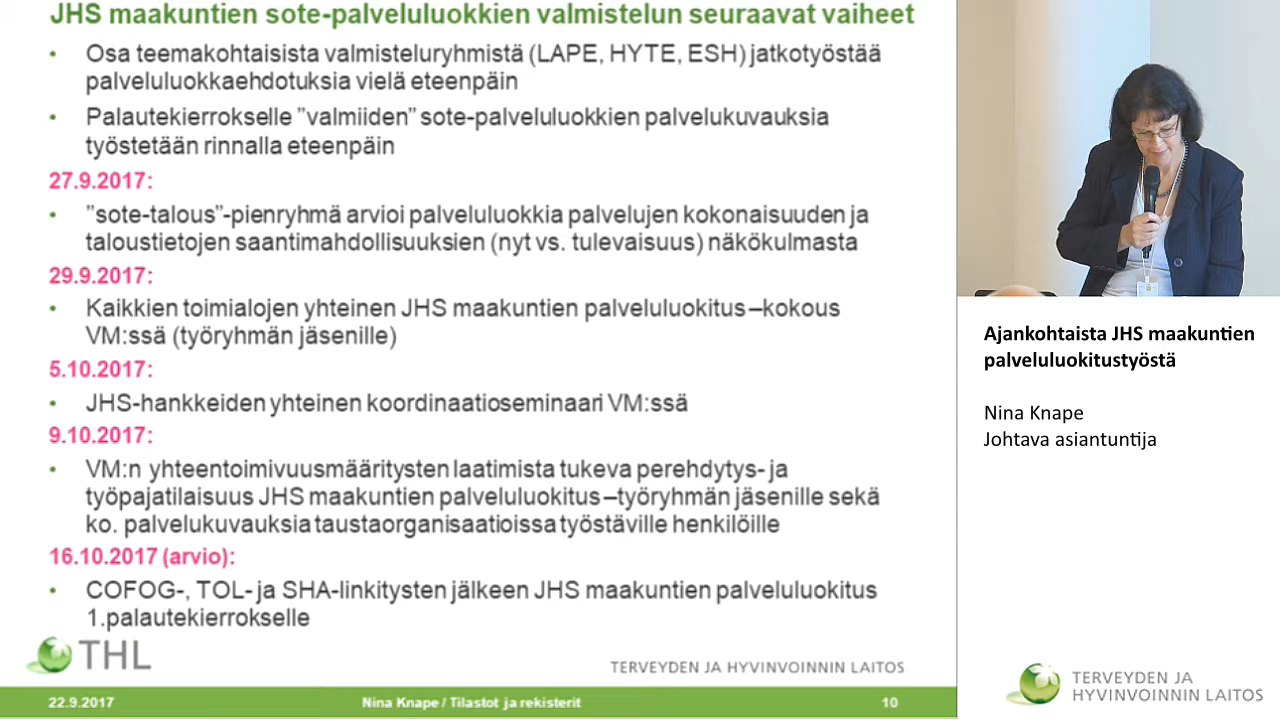 JHS maakuntien sote-palveluluokkien valmistelun seuraavat vaiheet
• Osa teemakohtaisista valmisteluryhmistä (LAPE, HYTE, ESH) jatkotyöstää
palveluluokkaehdotuksia vielä eteenpäin
• Palautekierrokselle ”valmiiden” sote-palveluluokkien palvelukuvauksia
työstetään rinnalla eteenpäin
27.9.2017:
• ”sote-talous”-pienryhmä arvioi palveluluokkia palvelujen kokonaisuuden ja
taloustietojen saantimahdollisuuksien (nyt vs. tulevaisuus) näkökulmasta
29.9.2017:
• Kaikkien toimialojen yhteinen JHS maakuntien palveluluokitus –kokous
VM:ssä (työryhmän jäsenille)
5.10.2017:
• JHS-hankkeiden yhteinen koordinaatioseminaari VM:ssä
9.10.2017:
• VM:n yhteentoimivuusmääritysten laatimista tukeva perehdytys- ja
työpajatilaisuus JHS maakuntien palveluluokitus –työryhmän jäsenille sekä
ko. palvelukuvauksia taustaorganisaatioissa työstäville henkilöille
16.10.2017 (arvio):
• COFOG-, TOL- ja SHA-linkitysten jälkeen JHS maakuntien palveluluokitus
1.palautekierrokselle
THL
TERVEYDEN JA HYVINVOINNIN LAITOS
22.9.2017
Nina Knape / Tilastot ja rekisterit
10
Ajankohtaista JHS maakuntien
palveluluokitustyöstä
Nina Knape
Johtava asiantuntija
TERVEYDEN JA
HYVINVOINNIN LAITOS